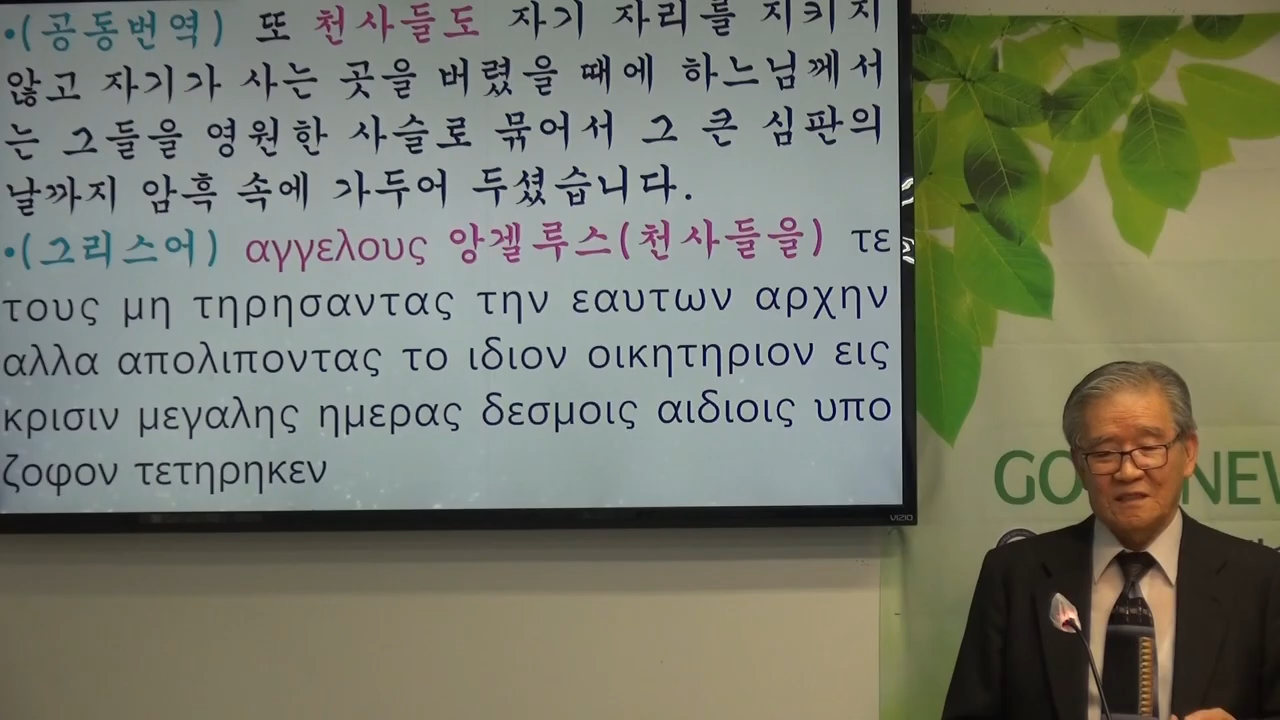 •(공동번역) 또 천사들도 자기 자리를 지키지
않고 자기가 사는 곳을 버렸을 때에 하느님께서
는 그들을 영원한 사슬로 묶어서 그 큰 심판의
날까지 암흑 속에 가두어 두셨습니다.
•(그리스어) αγγελους 앙겔루스(천사들을) τε
τους μη τηρησαντας την εαυτων αρχην
αλλα απολιποντας το ιδιον οικητηριον εις
κρισιν μεγαλης ημερας δεσμοις αιδιοις υπο
ζοφον τετηρηκεν
VIZIO
GO NEW